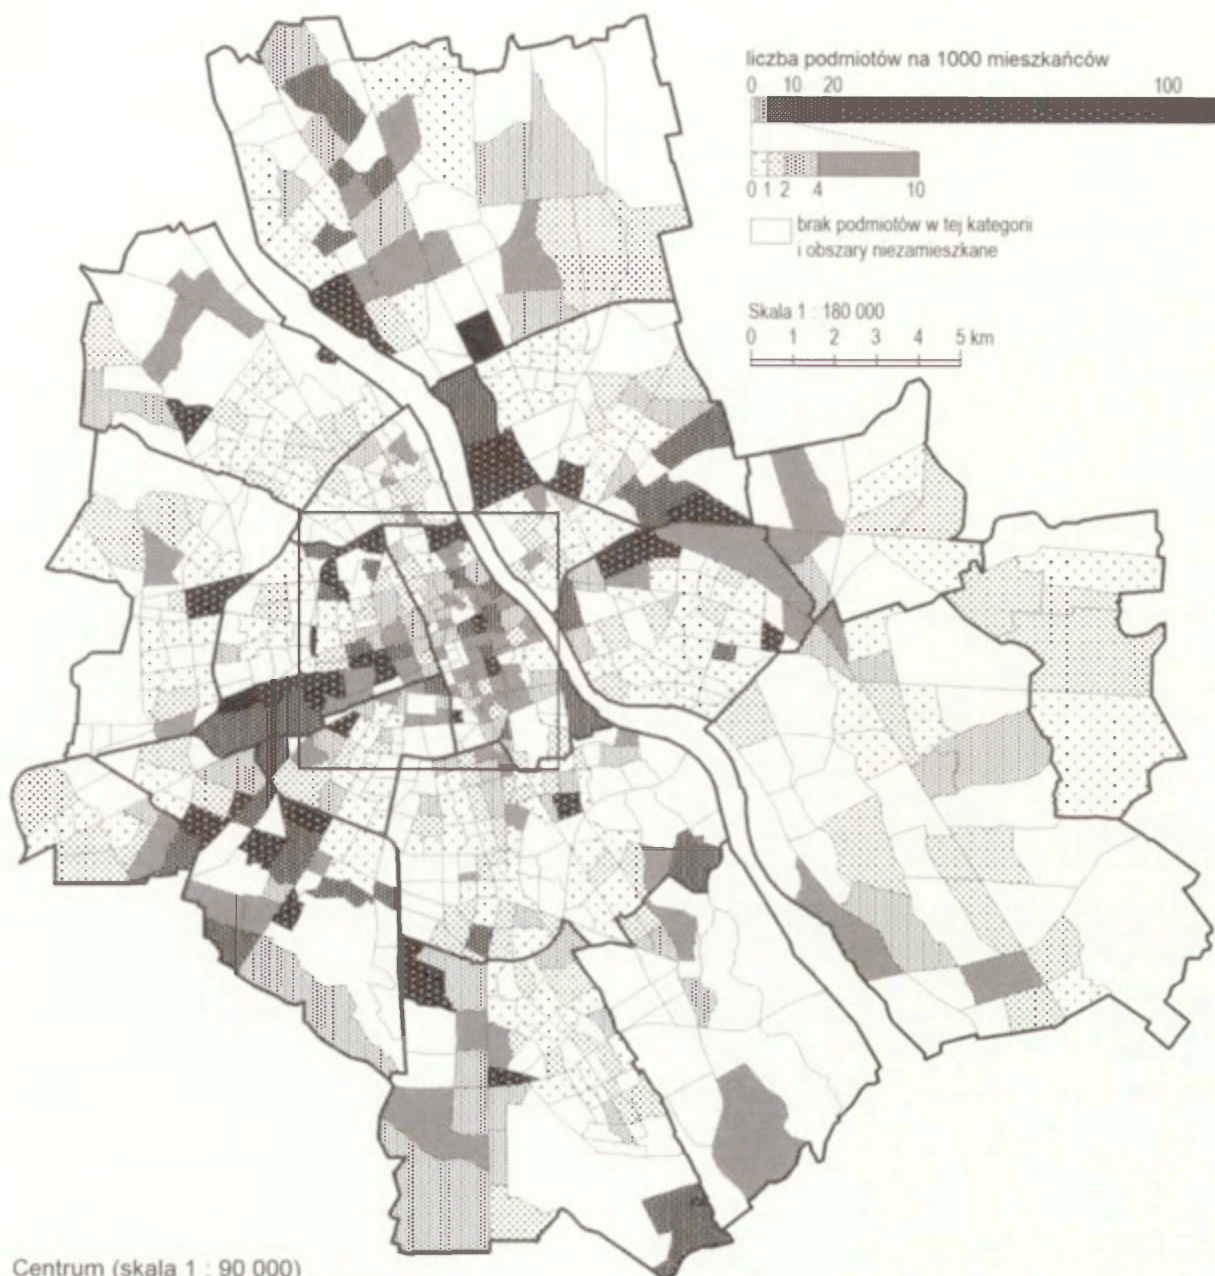 liczba podmiotów na 1000 mieszkańców
0 10 20 100
0 1 2 4 10
brak podmiotów w tej kategorii
i obszary niezamieszkane
Skala 1 : 180 000
0 1 2 3 4 5 km
Centrum (skala 1 : 90 000)